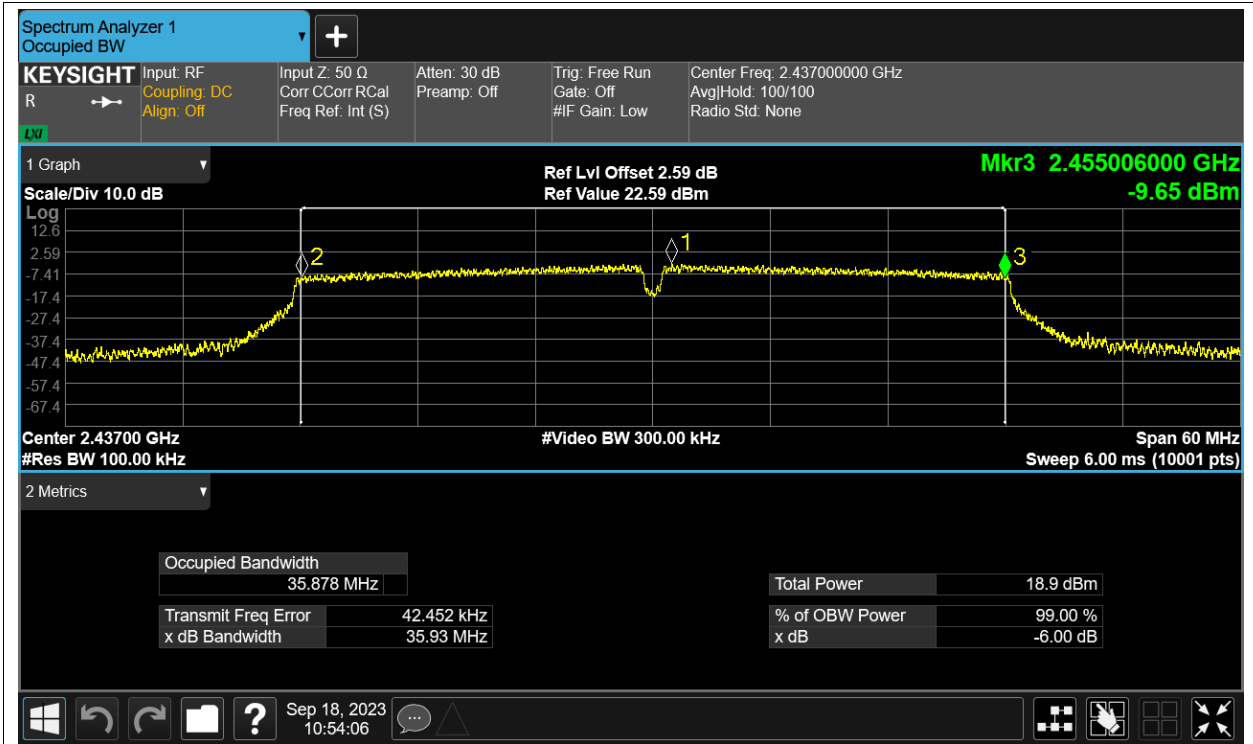 Spectrum Analyzer 1
Occupied BW
KEYSIGHT
R
LXI
Input: RF
Coupling: DC
Align: Off
Input Z: 50 Ω
Corr CCorr RCal
Freq Ref: Int (S)
Atten: 30 dB
Preamp: Off
Trig: Free Run
Gate: Off
#IF Gain: Low
Center Freq: 2.437000000 GHz
Avg|Hold: 100/100
Radio Std: None
1 Graph
Scale/Div 10.0 dB
Ref Lvl Offset 2.59 dB
Ref Value 22.59 dBm
Mkr3 2.455006000 GHz
-9.65 dBm
Log
12.6
2.59
-7.41
-17.4
-27.4
-37.4
-47.4
-57.4
-67.4
2
1
3
Center 2.43700 GHz
#Video BW 300.00 kHz
Span 60 MHz
#Res BW 100.00 kHz
Sweep 6.00 ms (10001 pts)
2 Metrics
Occupied Bandwidth
35.878 MHz
Transmit Freq Error 42.452 kHz
x dB Bandwidth 35.93 MHz
Total Power 18.9 dBm
% of OBW Power 99.00 %
x dB -6.00 dB
?
Sep 18, 2023
10:54:06